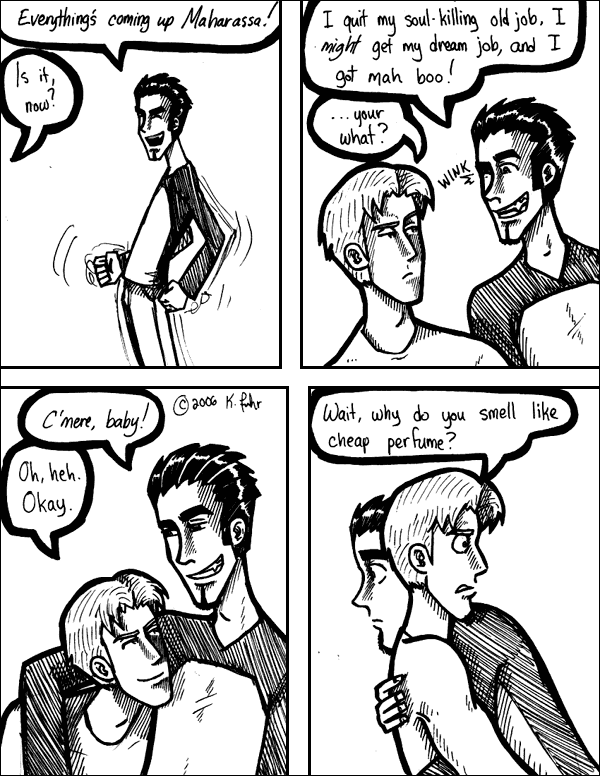 Everything's coming up Maharassa!
Is it,
now?
I quit my soul-killing old job, I
might get my dream job, and I
got mah boo!
...your
what?
WINK
C'mere, baby!
© 2006 K. Fuhr
Oh, heh.
Okay.
Wait, why do you smell like
cheap perfume?